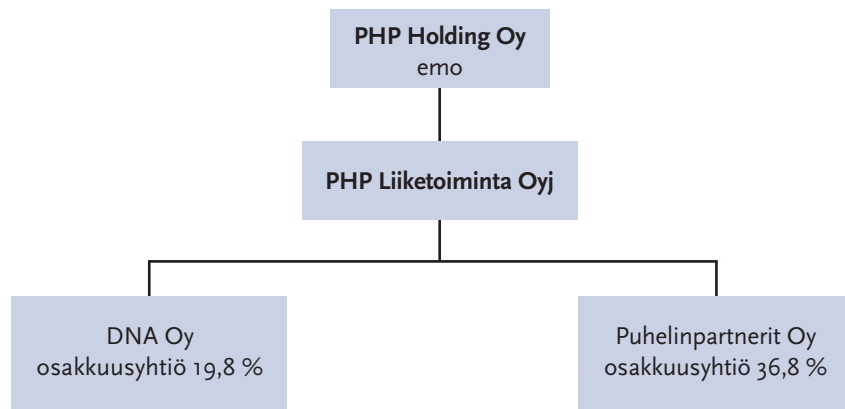 PHP Holding Oy
emo
PHP Liiketoiminta Oyj
DNA Oy
osakkuusyhtiö 19,8 %
Puhelinpartnerit Oy
osakkuusyhtiö 36,8 %